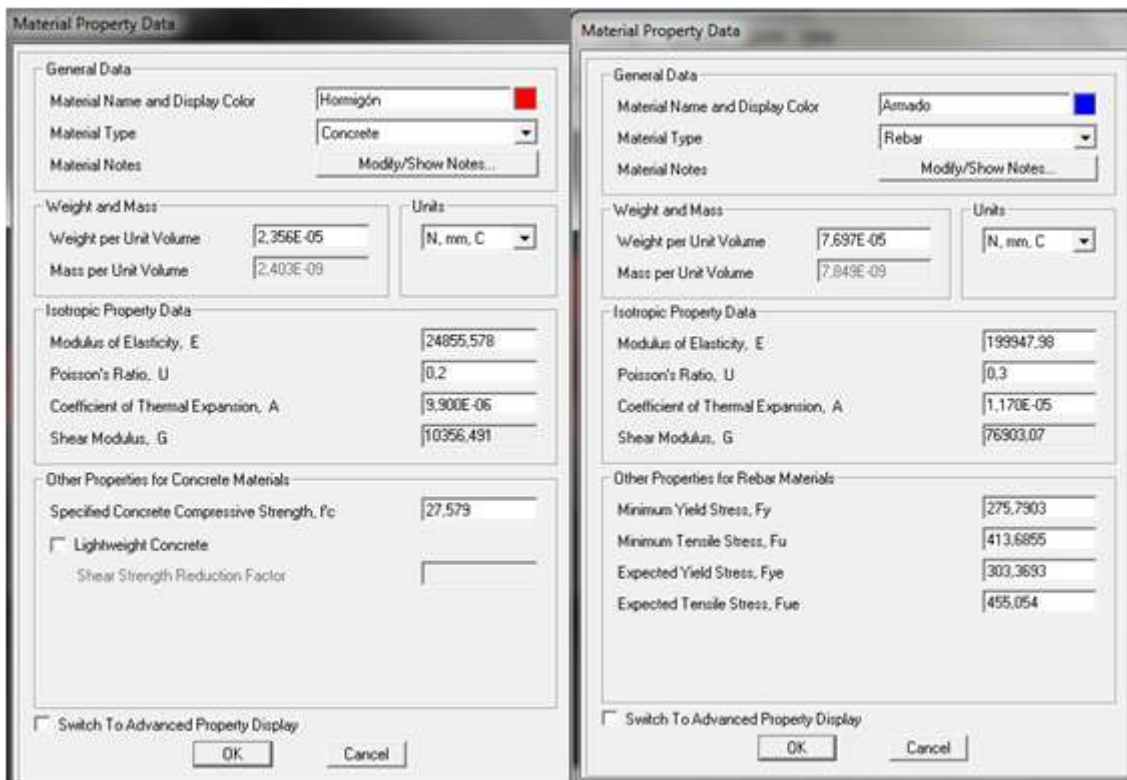 Material Property Data
General Data
Material Name and Display Color Hormigón
Material Type Concrete
Material Notes Modify/Show Notes...
Weight and Mass Units
Weight per Unit Volume 2,356E-05 N, mm, C
Mass per Unit Volume 2,403E-09
Isotropic Property Data
Modulus of Elasticity, E 24855,578
Poisson's Ratio, U 0,2
Coefficient of Thermal Expansion, A 9,900E-06
Shear Modulus, G 10356,491
Other Properties for Concrete Materials
Specified Concrete Compressive Strength, f'c 27,579
Lightweight Concrete
Shear Strength Reduction Factor
Switch To Advanced Property Display
OK Cancel
Material Property Data
General Data
Material Name and Display Color Armado
Material Type Rebar
Material Notes Modify/Show Notes...
Weight and Mass Units
Weight per Unit Volume 7,697E-05 N, mm, C
Mass per Unit Volume 7,849E-09
Isotropic Property Data
Modulus of Elasticity, E 199947,98
Poisson's Ratio, U 0,3
Coefficient of Thermal Expansion, A 1,170E-05
Shear Modulus, G 76903,07
Other Properties for Rebar Materials
Minimum Yield Stress, Fy 275,7903
Minimum Tensile Stress, Fu 413,6855
Expected Yield Stress, Fye 303,3693
Expected Tensile Stress, Fue 455,054
Switch To Advanced Property Display
OK Cancel